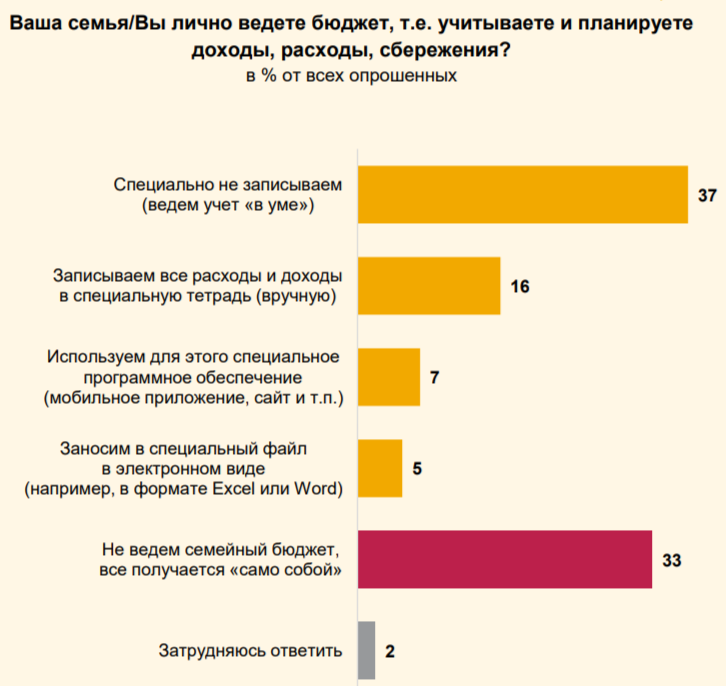 Ваша семья/Вы лично ведете бюджет, т.е. учитываете и планируете
доходы, расходы, сбережения?
в % от всех опрошенных
Специально не записываем
(ведем учет «в уме»)
37
Записываем все расходы и доходы
в специальную тетрадь (вручную)
16
Используем для этого специальное
программное обеспечение
(мобильное приложение, сайт и т.п.)
7
Заносим в специальный файл
в электронном виде
(например, в формате Excel или Word)
5
Не ведем семейный бюджет,
все получается «само собой»
33
Затрудняюсь ответить
2